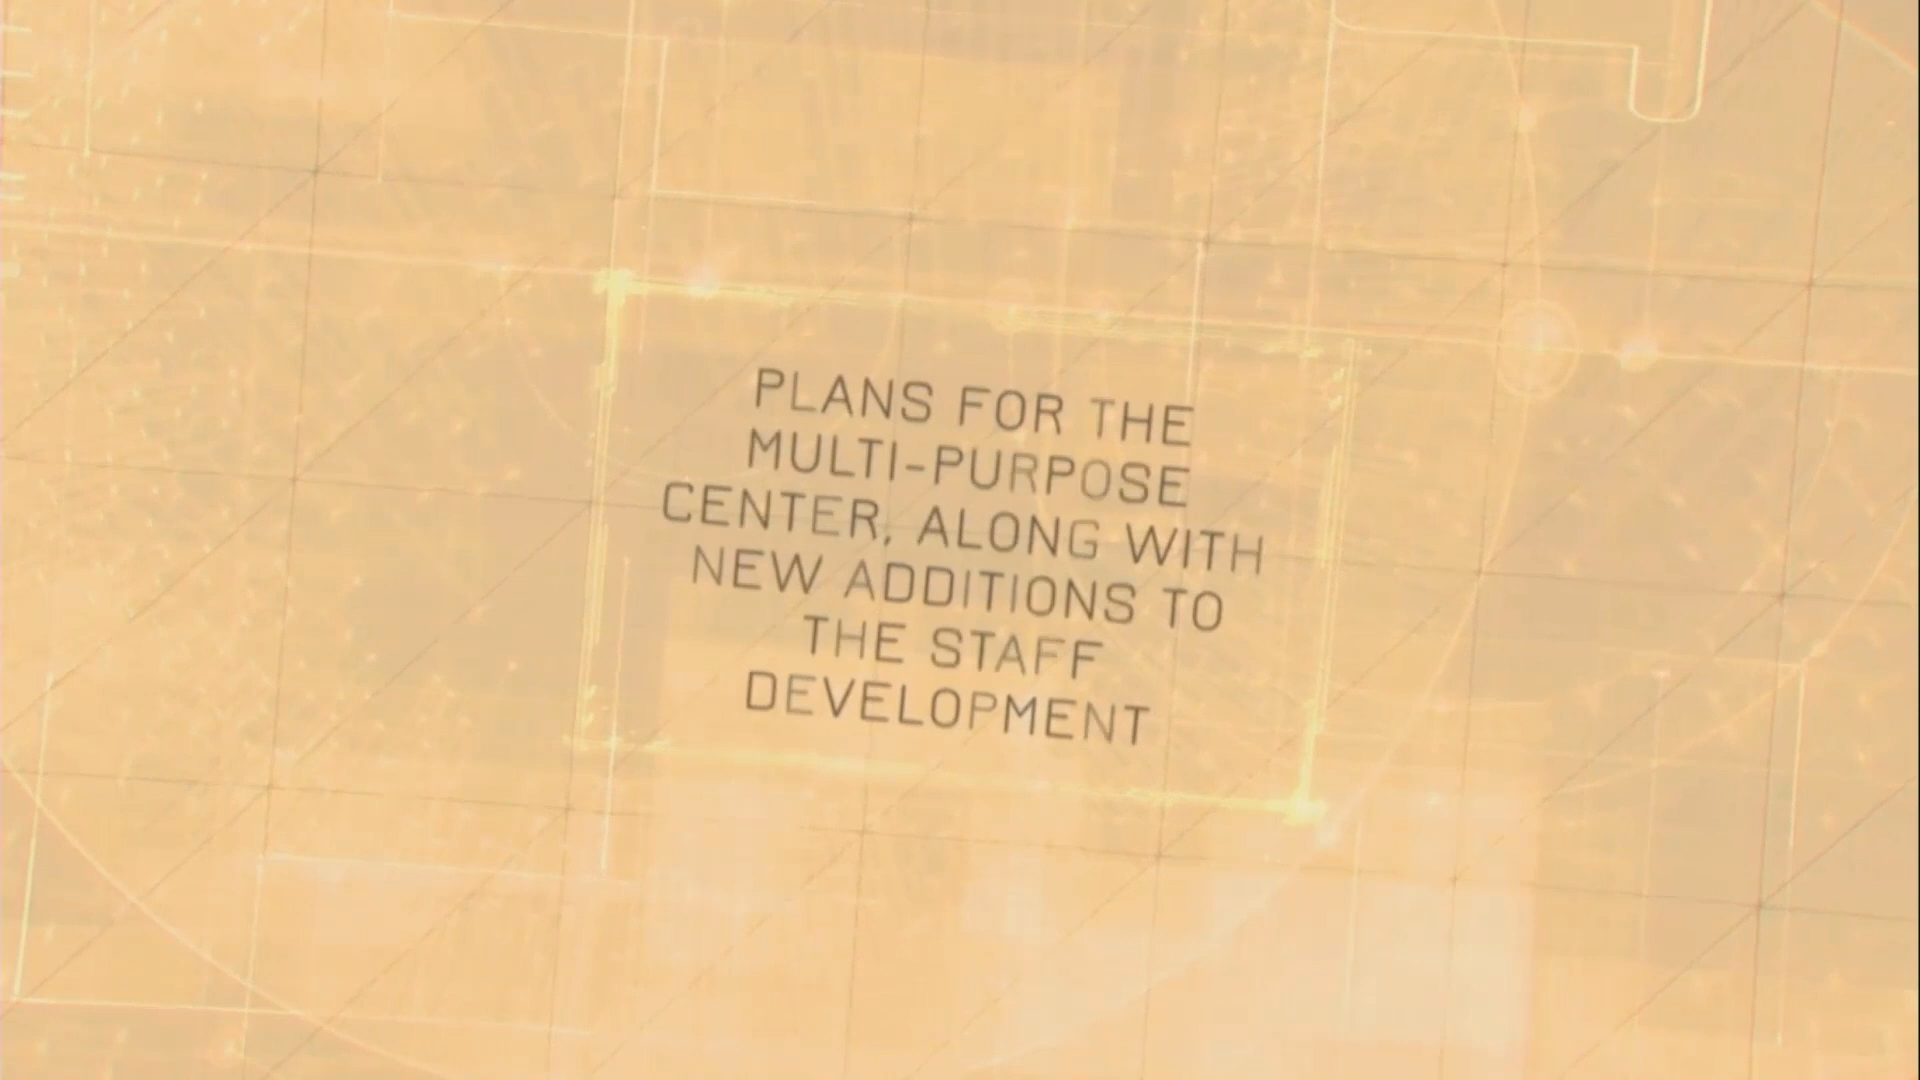 PLANS FOR THE
MULTI-PURPOSE
CENTER, ALONG WITH
NEW ADDITIONS TO
THE STAFF
DEVELOPMENT